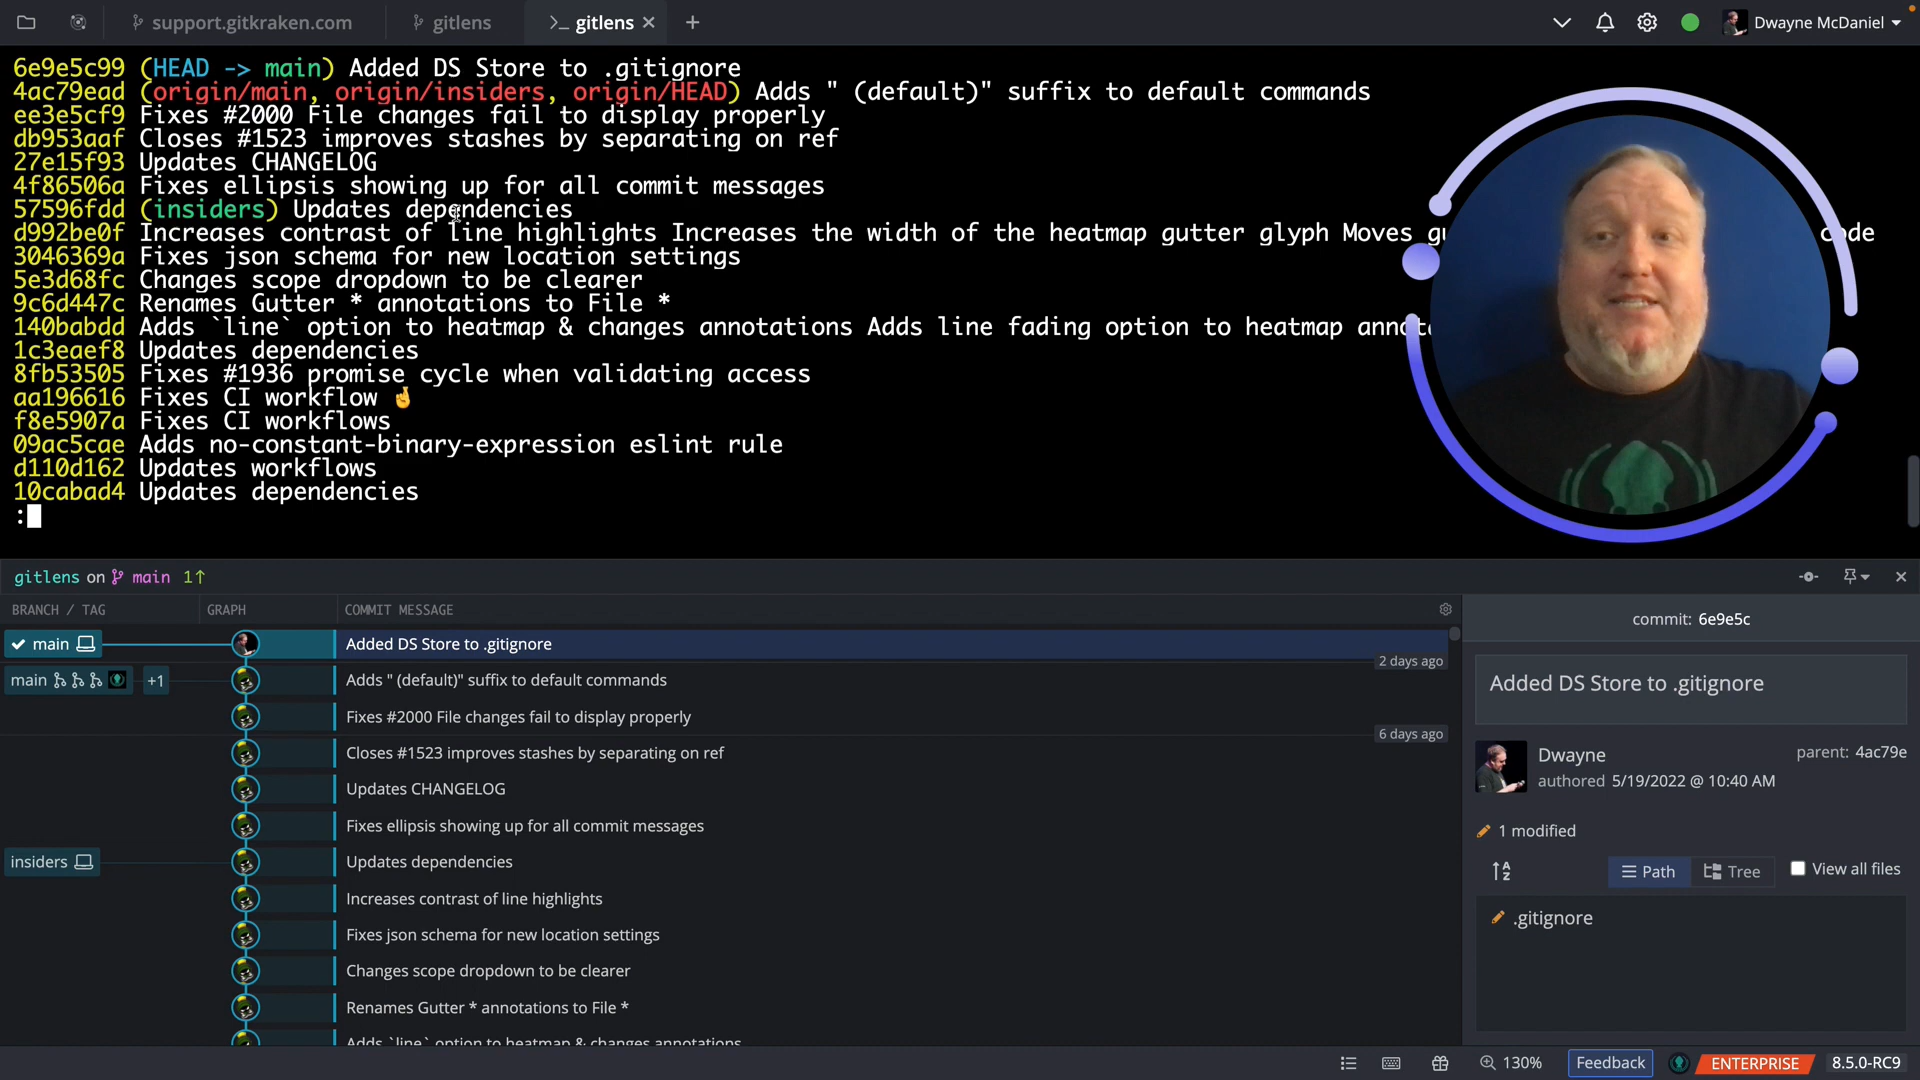 support.gitkraken.com
gitlens
gitlens
Dwayne McDaniel
6e9e5c99 (HEAD -> main) Added DS Store to .gitignore
4ac79ead (origin/main, origin/insiders, origin/HEAD) Adds " (default)" suffix to default commands
ee3e5cf9 Fixes #2000 File changes fail to display properly
db953aaf Closes #1523 improves stashes by separating on ref
27e15f93 Updates CHANGELOG
4f86506a Fixes ellipsis showing up for all commit messages
57596fdd (insiders) Updates dependencies
d992be0f Increases contrast of line highlights Increases the width of the heatmap gutter glyph Moves code
3046369a Fixes json schema for new location settings
5e3d68fc Changes scope dropdown to be clearer
9c6d447c Renames Gutter * annotations to File *
140babdd Adds `line` option to heatmap & changes annotations Adds line fading option to heatmap
1c3eaef8 Updates dependencies
8fb53505 Fixes #1936 promise cycle when validating access
aa196616 Fixes CI workflow 🤞
f8e5907a Fixes CI workflows
09ac5cae Adds no-constant-binary-expression eslint rule
d110d162 Updates workflows
10cabad4 Updates dependencies
:
gitlens on main 1↑
BRANCH / TAG GRAPH COMMIT MESSAGE
main Added DS Store to .gitignore
2 days ago
main +1 Adds " (default)" suffix to default commands
Fixes #2000 File changes fail to display properly
6 days ago
Closes #1523 improves stashes by separating on ref
Updates CHANGELOG
Fixes ellipsis showing up for all commit messages
insiders Updates dependencies
Increases contrast of line highlights
Fixes json schema for new location settings
Changes scope dropdown to be clearer
Renames Gutter * annotations to File *
Adds `line` option to heatmap & changes annotations
commit: 6e9e5c
Added DS Store to .gitignore
Dwayne
parent: 4ac79e
authored 5/19/2022 @ 10:40 AM
1 modified
Path Tree View all files
.gitignore
130% Feedback ENTERPRISE 8.5.0-RC9